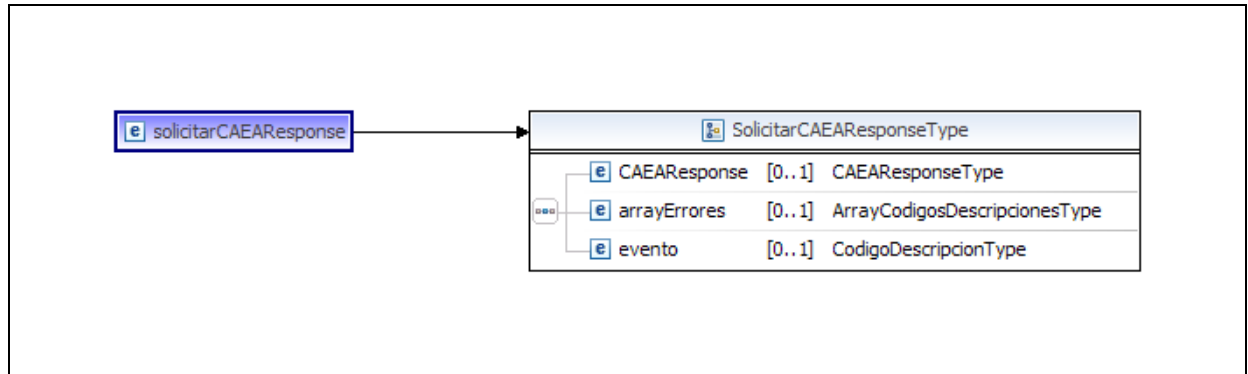 e solicitarCAEAResponse
SolicitarCAEAResponseType
e CAEAResponse [0..1] CAEAResponseType
e arrayErrores [0..1] ArrayCodigosDescripcionesType
e evento [0..1] CodigoDescripcionType